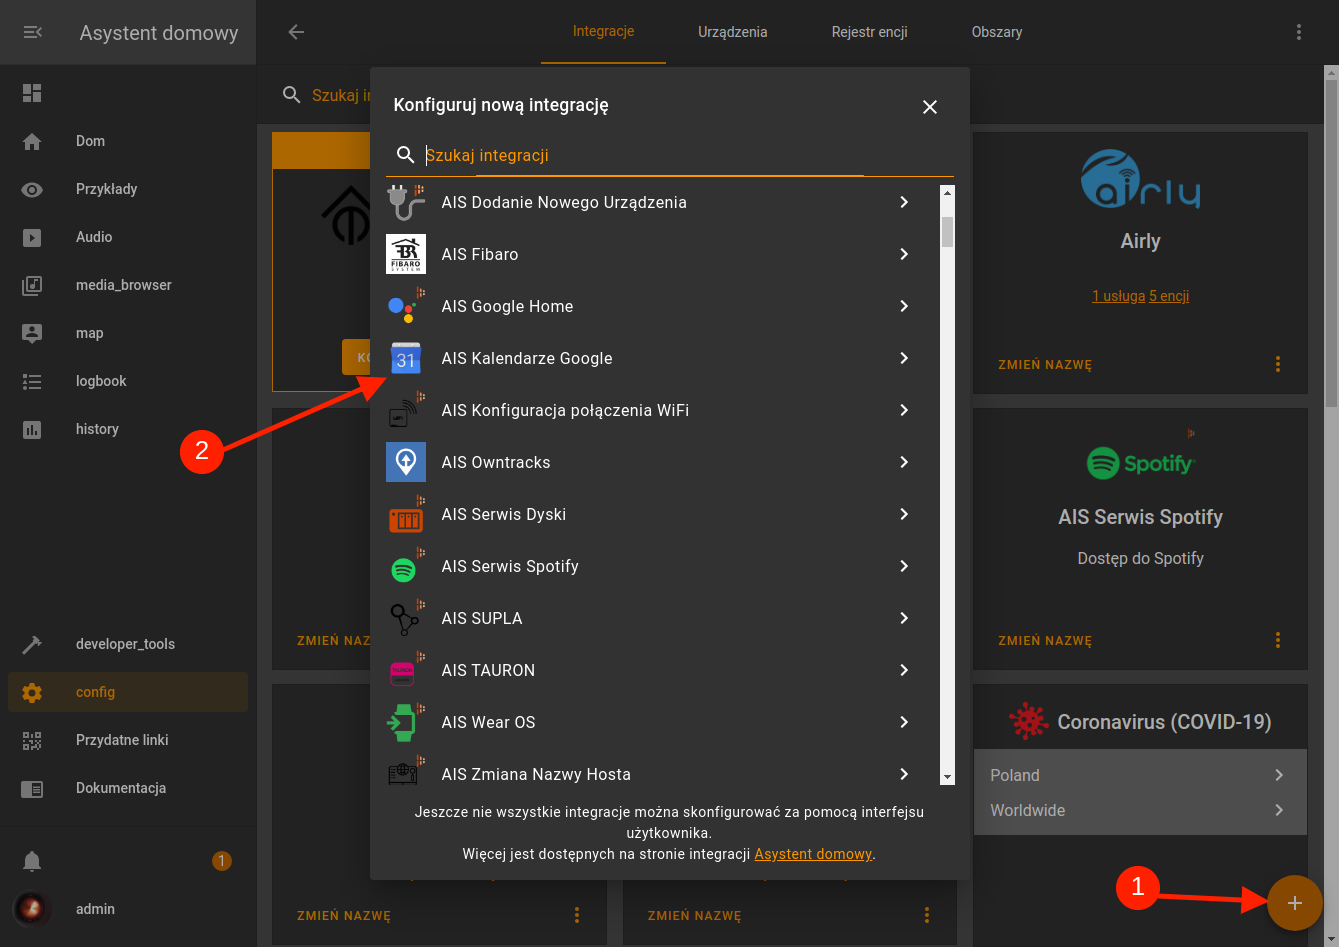 Asystent domowy
Integracje
Urządzenia
Rejestr encji
Obszary
Dom
Przykłady
Audio
media_browser
map
logbook
history
developer_tools
config
Przydatne linki
Dokumentacja
1
admin
Szukaj
Konfiguruj nową integrację
Szukaj integracji
AIS Dodanie Nowego Urządzenia
FIBARO
SYSTEM
AIS Fibaro
AIS Google Home
31
AIS Kalendarze Google
AIS Konfiguracja połączenia WiFi
AIS Owntracks
AIS Serwis Dyski
AIS Serwis Spotify
AIS SUPLA
AIS TAURON
AIS Wear OS
AIS Zmiana Nazwy Hosta
Jeszcze nie wszystkie integracje można skonfigurować za pomocą interfejsu
użytkownika.
Więcej jest dostępnych na stronie integracji Asystent domowy.
2
airly
Airly
1 usługa 5 encji
ZMIEŃ NAZWĘ
Spotify
AIS Serwis Spotify
Dostęp do Spotify
ZMIEŃ NAZ
ZMIEŃ NAZWĘ
Coronavirus (COVID-19)
Poland
Worldwide
1
ZMIEŃ NAZWĘ
ZMIEŃ NAZWĘ